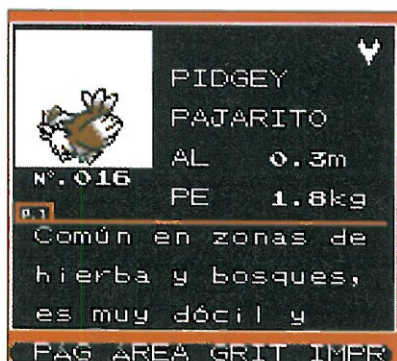 PIDGEY
PAJARITO
AL 0.3m
Nº.016
PE 1.8kg
P.1
Común en zonas de
hierba y bosques,
es muy dócil y
PAG AREA GRIT IMPR